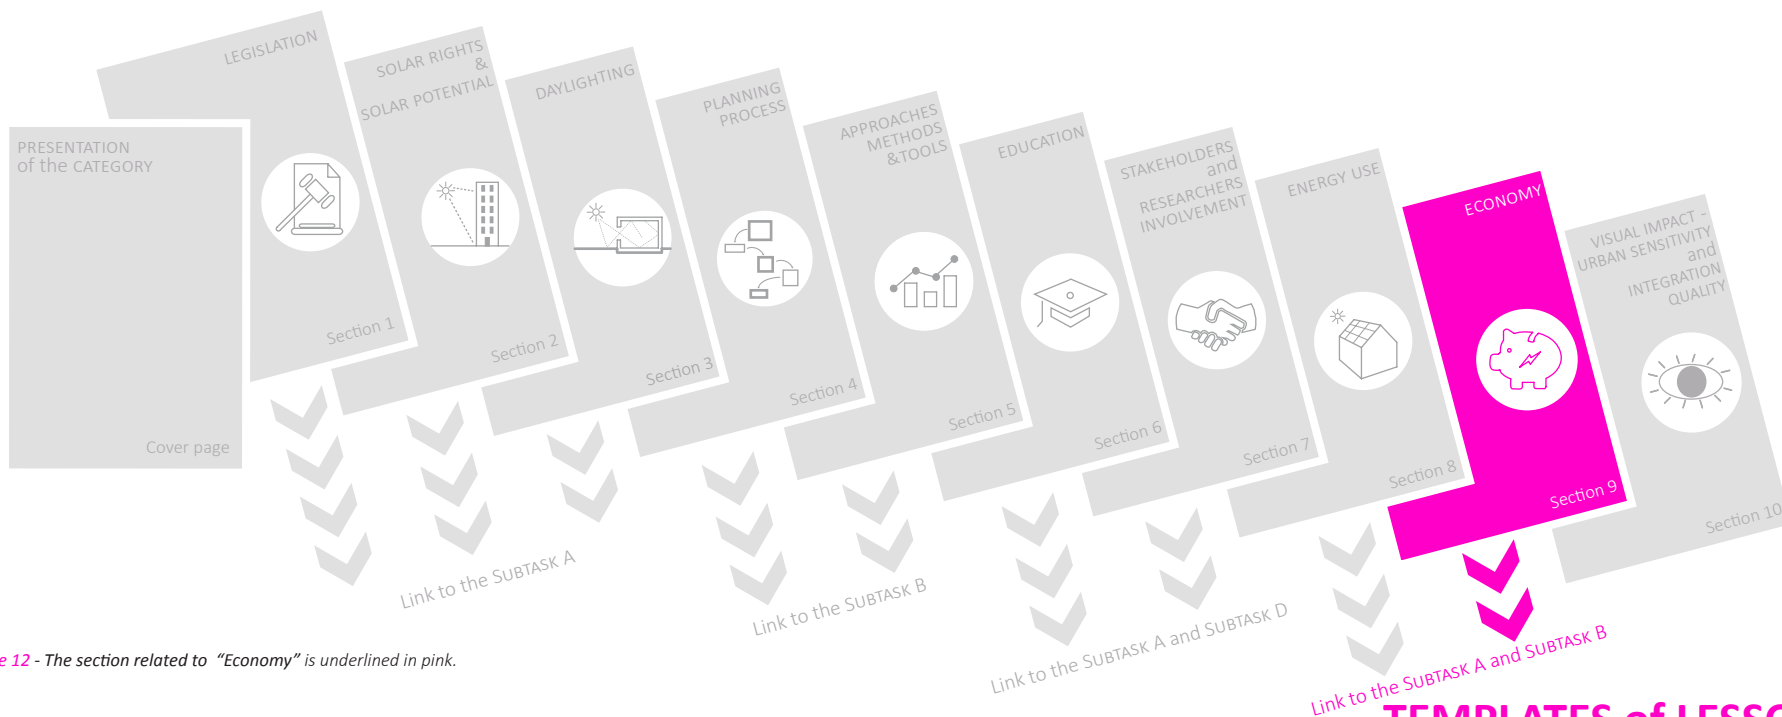 PRESENTATION
of the CATEGORY
Cover page
LEGISLATION
Section 1
SOLAR RIGHTS
&
SOLAR POTENTIAL
Section 2
DAYLIGHTING
Section 3
PLANNING
PROCESS
Section 4
APPROACHES
METHODS
&TOOLS
Section 5
EDUCATION
Section 6
STAKEHOLDERS
and
RESEARCHERS
INVOLVEMENT
Section 7
ENERGY USE
Section 8
ECONOMY
Section 9
VISUAL IMPACT -
URBAN SENSITIVITY
and
INTEGRATION
QUALITY
Section 10
Link to the SUBTASK A
Link to the SUBTASK B
Link to the SUBTASK A and SUBTASK D
Link to the SUBTASK A and SUBTASK B
12 - The section related to “Economy” is underlined in pink.
TEMPLATES of